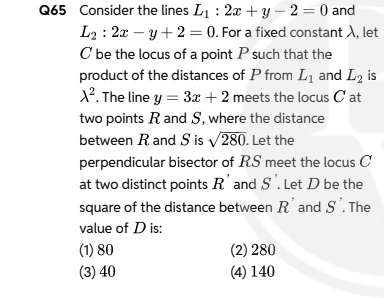 Q65 Consider the lines L₁ : 2x + y − 2 = 0 and
L₂ : 2x − y + 2 = 0. For a fixed constant λ, let
C be the locus of a point P such that the
product of the distances of P from L₁ and L₂ is
λ². The line y = 3x + 2 meets the locus C at
two points R and S, where the distance
between R and S is √280. Let the
perpendicular bisector of RS meet the locus C
at two distinct points R′ and S′. Let D be the
square of the distance between R′ and S′. The
value of D is:
(1) 80 (2) 280
(3) 40 (4) 140